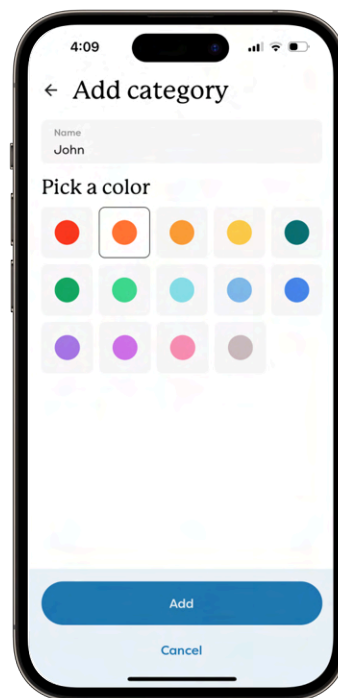 4:09
Add category
Name
John
Pick a color
Add
Cancel